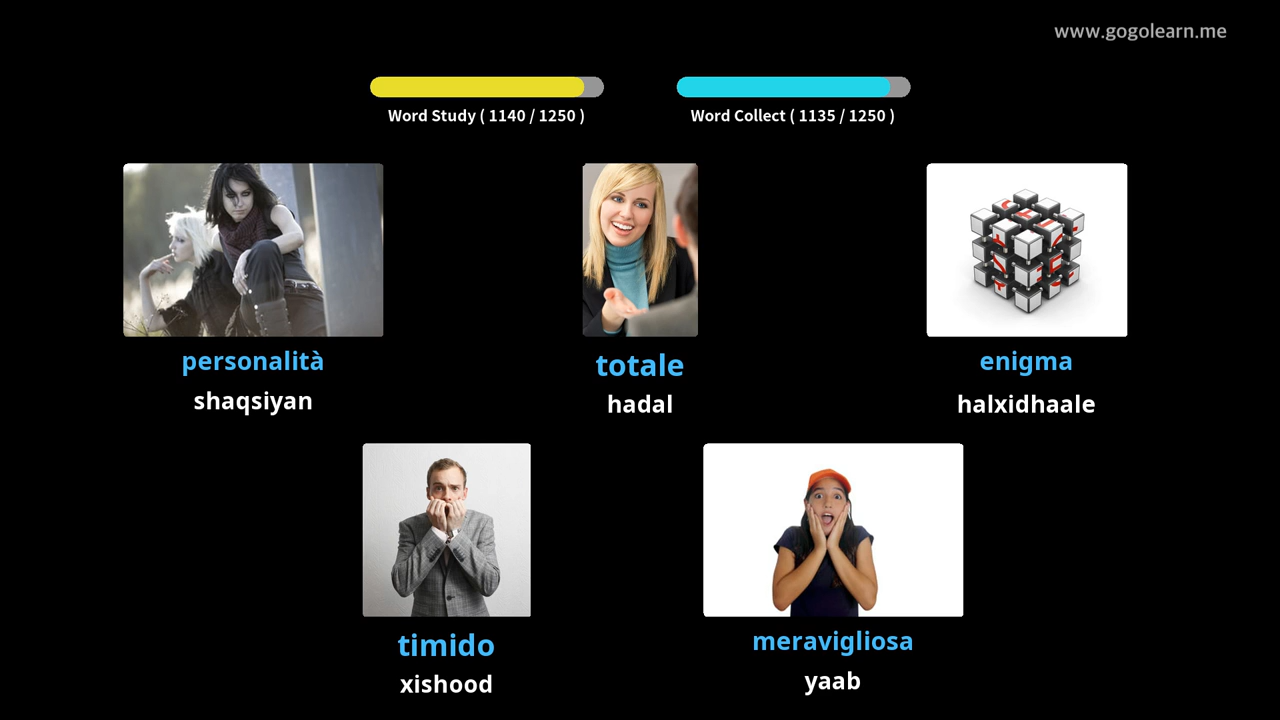 www.gogolearn.me
Word Study ( 1140 / 1250 )
Word Collect ( 1135 / 1250 )
personalità
shaqsiyan
totale
hadal
enigma
halxidhaale
timido
xishood
meravigliosa
yaab